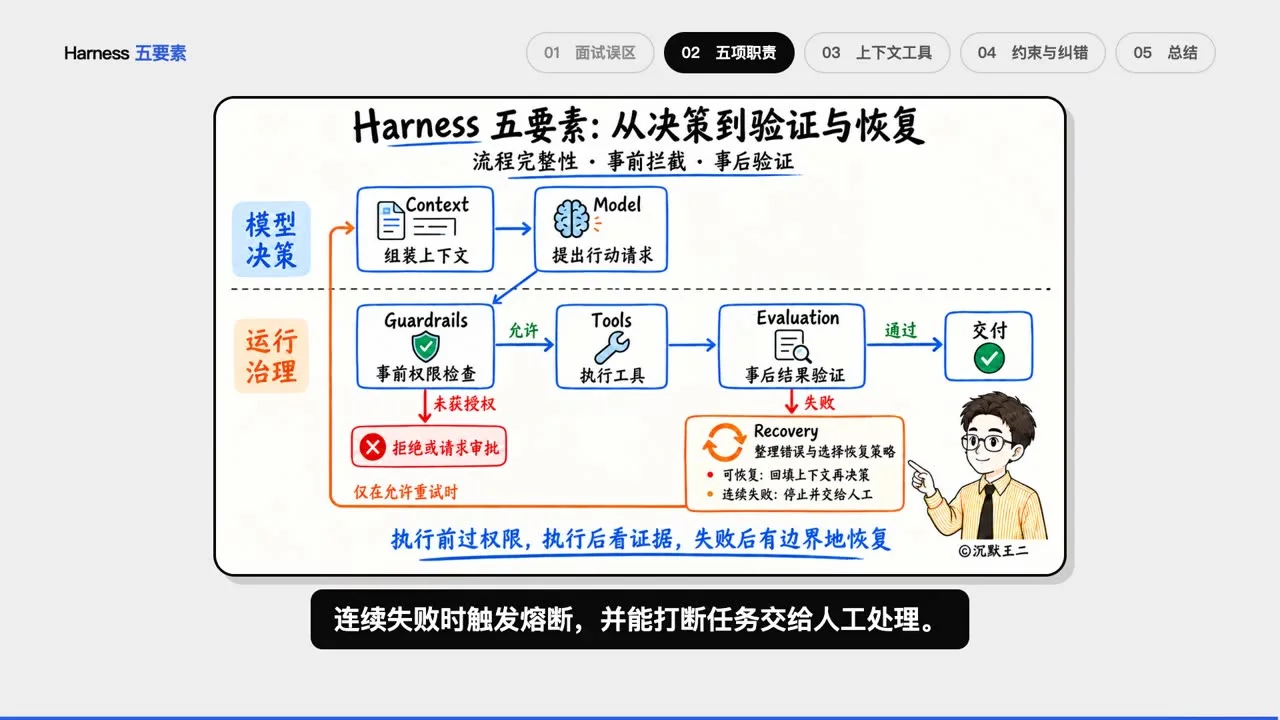 Harness 五要素
01 面试误区
02 五项职责
03 上下文工具
04 约束与纠错
05 总结
Harness 五要素: 从决策到验证与恢复
流程完整性 · 事前拦截 · 事后验证
模型
决策
Context
组装上下文
Model
提出行动请求
运行
治理
Guardrails
事前权限检查
允许
Tools
执行工具
Evaluation
事后结果验证
通过
交付
未获授权
拒绝或请求审批
失败
Recovery
整理错误与选择恢复策略
可恢复: 回填上下文再决策
连续失败: 停止并交给人工
仅在允许重试时
执行前过权限, 执行后看证据, 失败后有边界地恢复
©沉默王二
连续失败时触发熔断，并能打断任务交给人工处理。